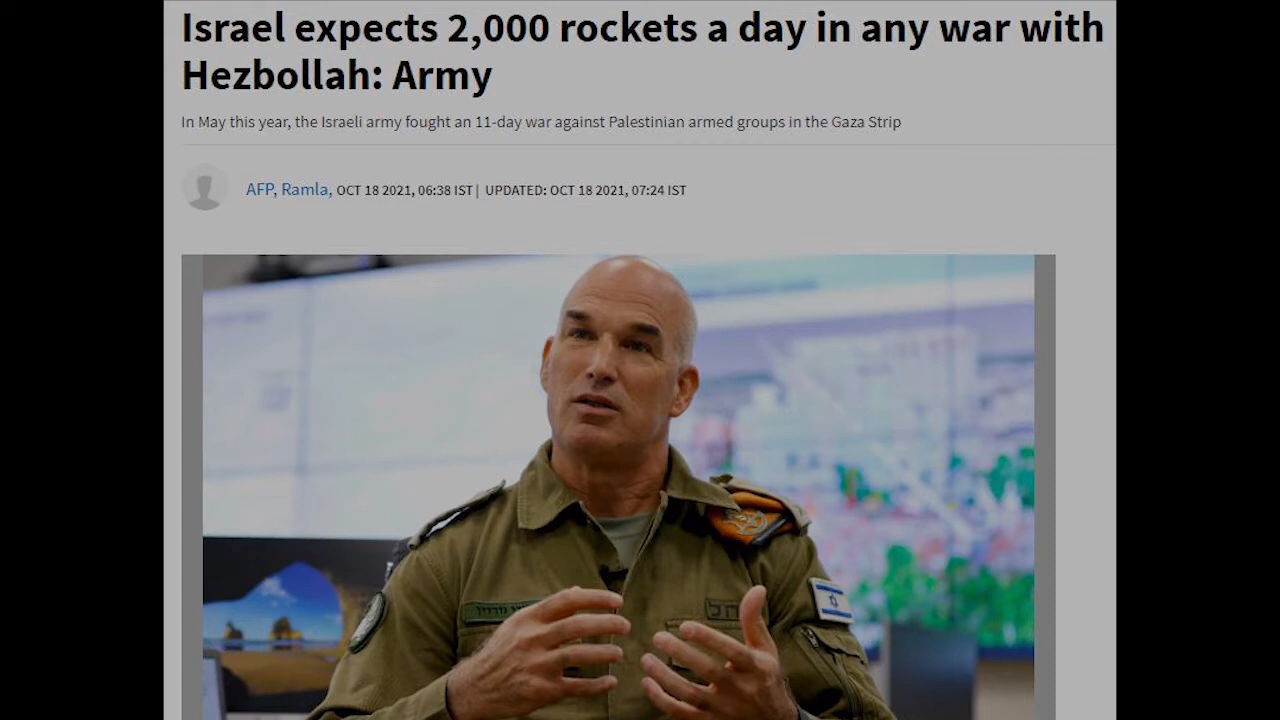 Israel expects 2,000 rockets a day in any war with
Hezbollah: Army
In May this year, the Israeli army fought an 11-day war against Palestinian armed groups in the Gaza Strip
AFP, Ramla, OCT 18 2021, 06:38 IST | UPDATED: OCT 18 2021, 07:24 IST